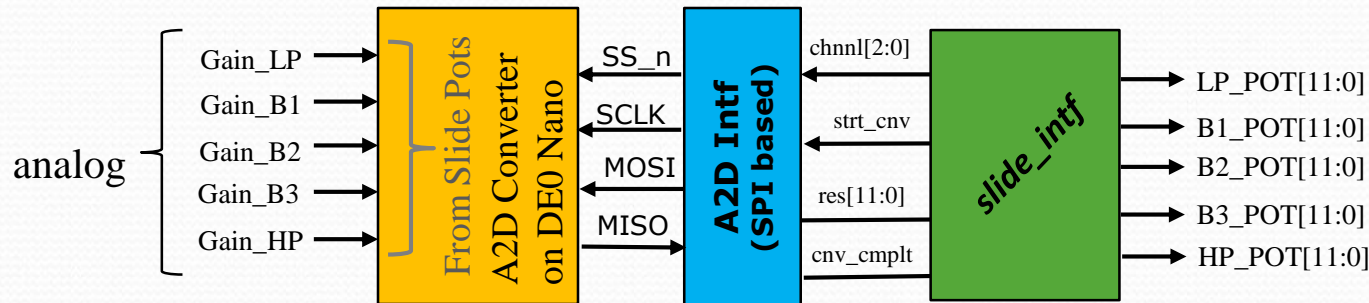 analog
Gain_LP
Gain_B1
Gain_B2
Gain_B3
Gain_HP
From Slide Pots
A2D Converter
on DE0 Nano
SS_n
SCLK
MOSI
MISO
A2D Intf
(SPI based)
chnnl[2:0]
strt_cnv
res[11:0]
cnv_cmplt
slide_intf
LP_POT[11:0]
B1_POT[11:0]
B2_POT[11:0]
B3_POT[11:0]
HP_POT[11:0]